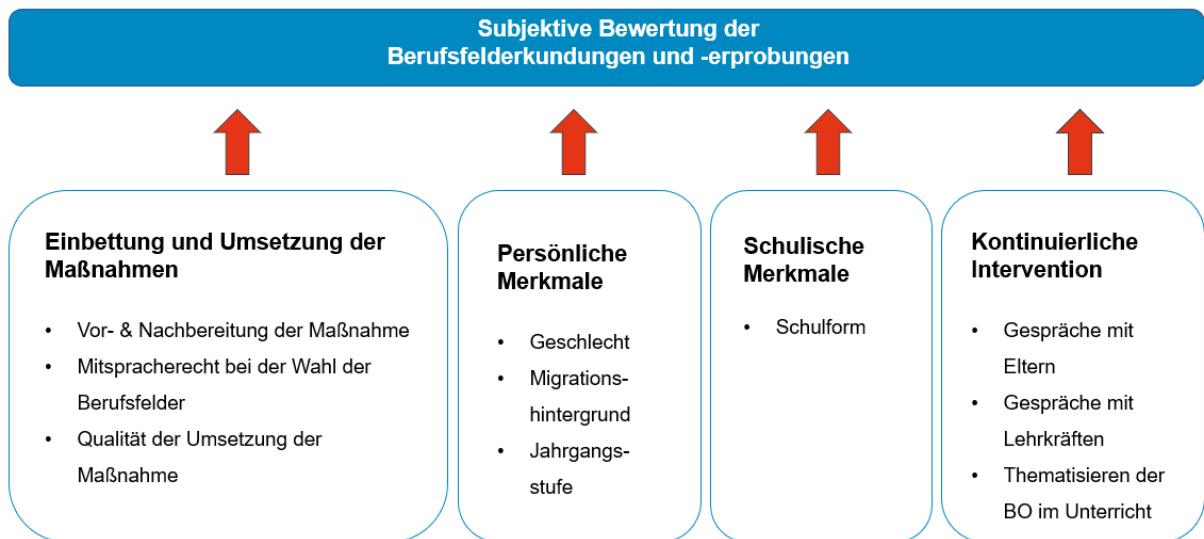 Subjektive Bewertung der
Berufsfelderkundungen und -erprobungen
Einbettung und Umsetzung der
Maßnahmen
• Vor- & Nachbereitung der Maßnahme
• Mitspracherecht bei der Wahl der
Berufsfelder
• Qualität der Umsetzung der
Maßnahme
Persönliche
Merkmale
• Geschlecht
• Migrations-
hintergrund
• Jahrgangs-
stufe
Schulische
Merkmale
• Schulform
Kontinuierliche
Intervention
• Gespräche mit
Eltern
• Gespräche mit
Lehrkräften
• Thematisieren der
BO im Unterricht